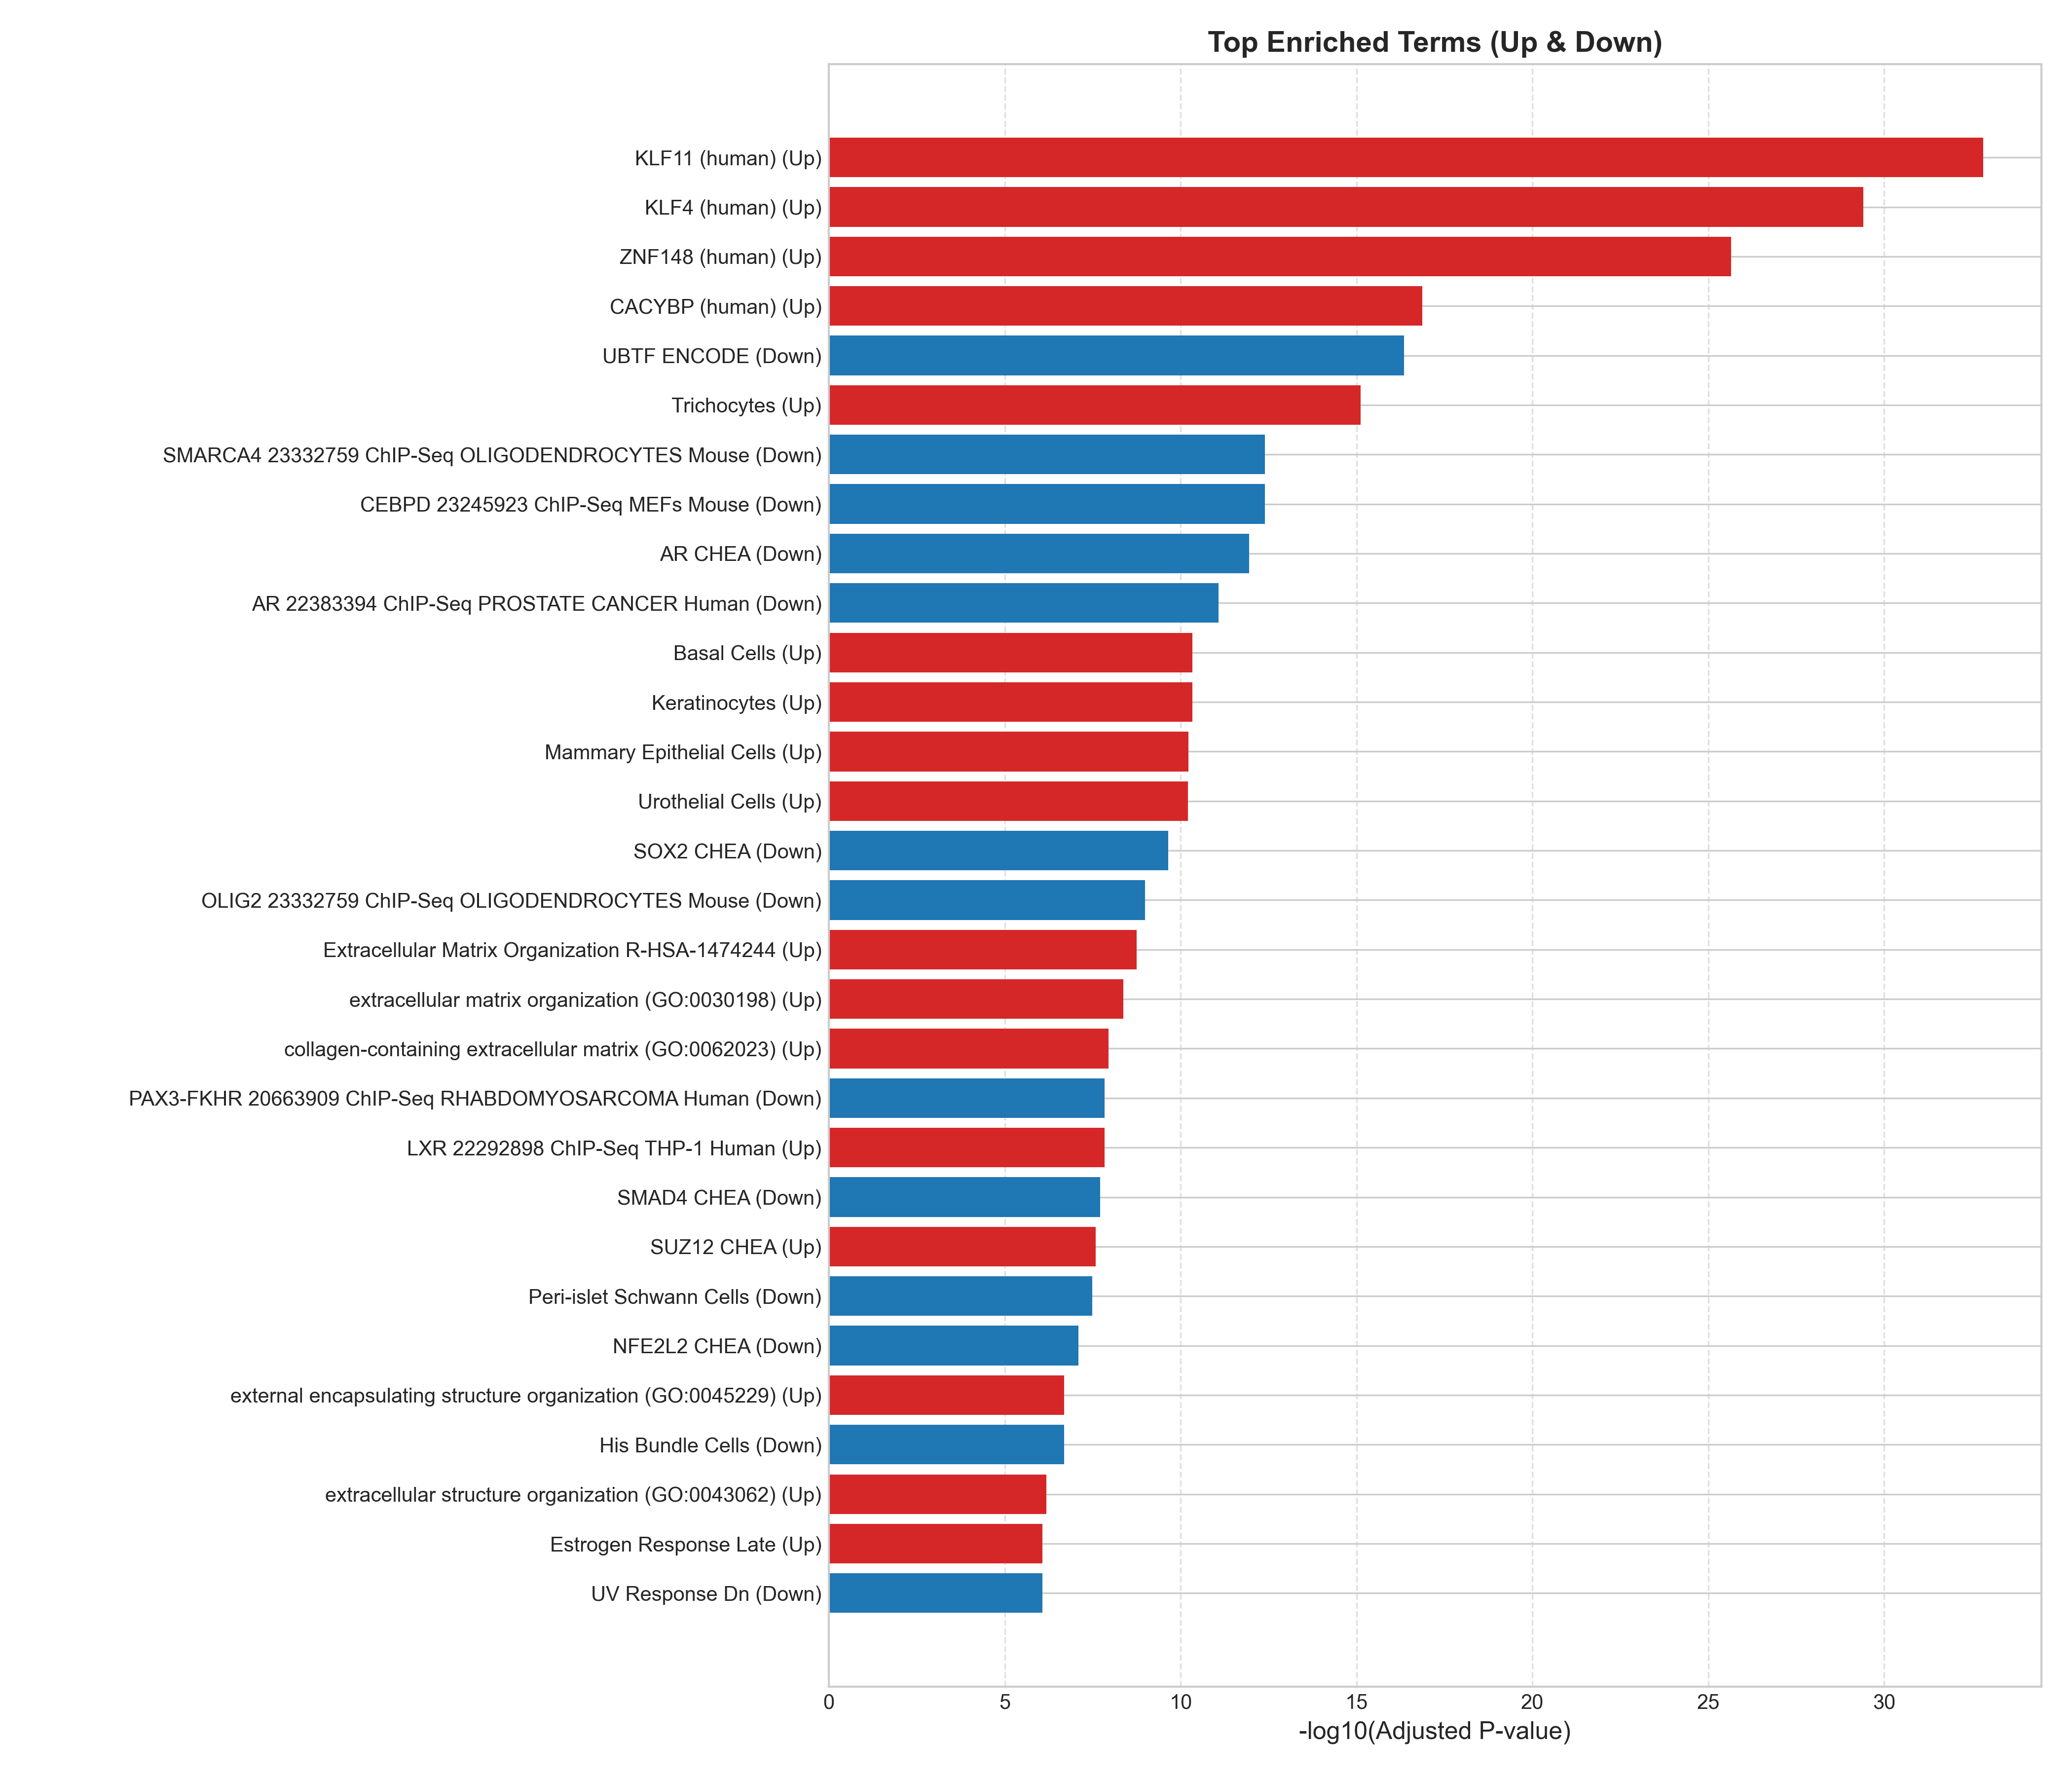 Top Enriched Terms (Up & Down)
KLF11 (human) (Up)
KLF4 (human) (Up)
ZNF148 (human) (Up)
CACYBP (human) (Up)
UBTF ENCODE (Down)
Trichocytes (Up)
SMARCA4 23332759 ChIP-Seq OLIGODENDROCYTES Mouse (Down)
CEBPD 23245923 ChIP-Seq MEFs Mouse (Down)
AR CHEA (Down)
AR 22383394 ChIP-Seq PROSTATE CANCER Human (Down)
Basal Cells (Up)
Keratinocytes (Up)
Mammary Epithelial Cells (Up)
Urothelial Cells (Up)
SOX2 CHEA (Down)
OLIG2 23332759 ChIP-Seq OLIGODENDROCYTES Mouse (Down)
Extracellular Matrix Organization R-HSA-1474244 (Up)
extracellular matrix organization (GO:0030198) (Up)
collagen-containing extracellular matrix (GO:0062023) (Up)
PAX3-FKHR 20663909 ChIP-Seq RHABDOMYOSARCOMA Human (Down)
LXR 22292898 ChIP-Seq THP-1 Human (Up)
SMAD4 CHEA (Down)
SUZ12 CHEA (Up)
Peri-islet Schwann Cells (Down)
NFE2L2 CHEA (Down)
external encapsulating structure organization (GO:0045229) (Up)
His Bundle Cells (Down)
extracellular structure organization (GO:0043062) (Up)
Estrogen Response Late (Up)
UV Response Dn (Down)
0 5 10 15 20 25 30
-log10(Adjusted P-value)